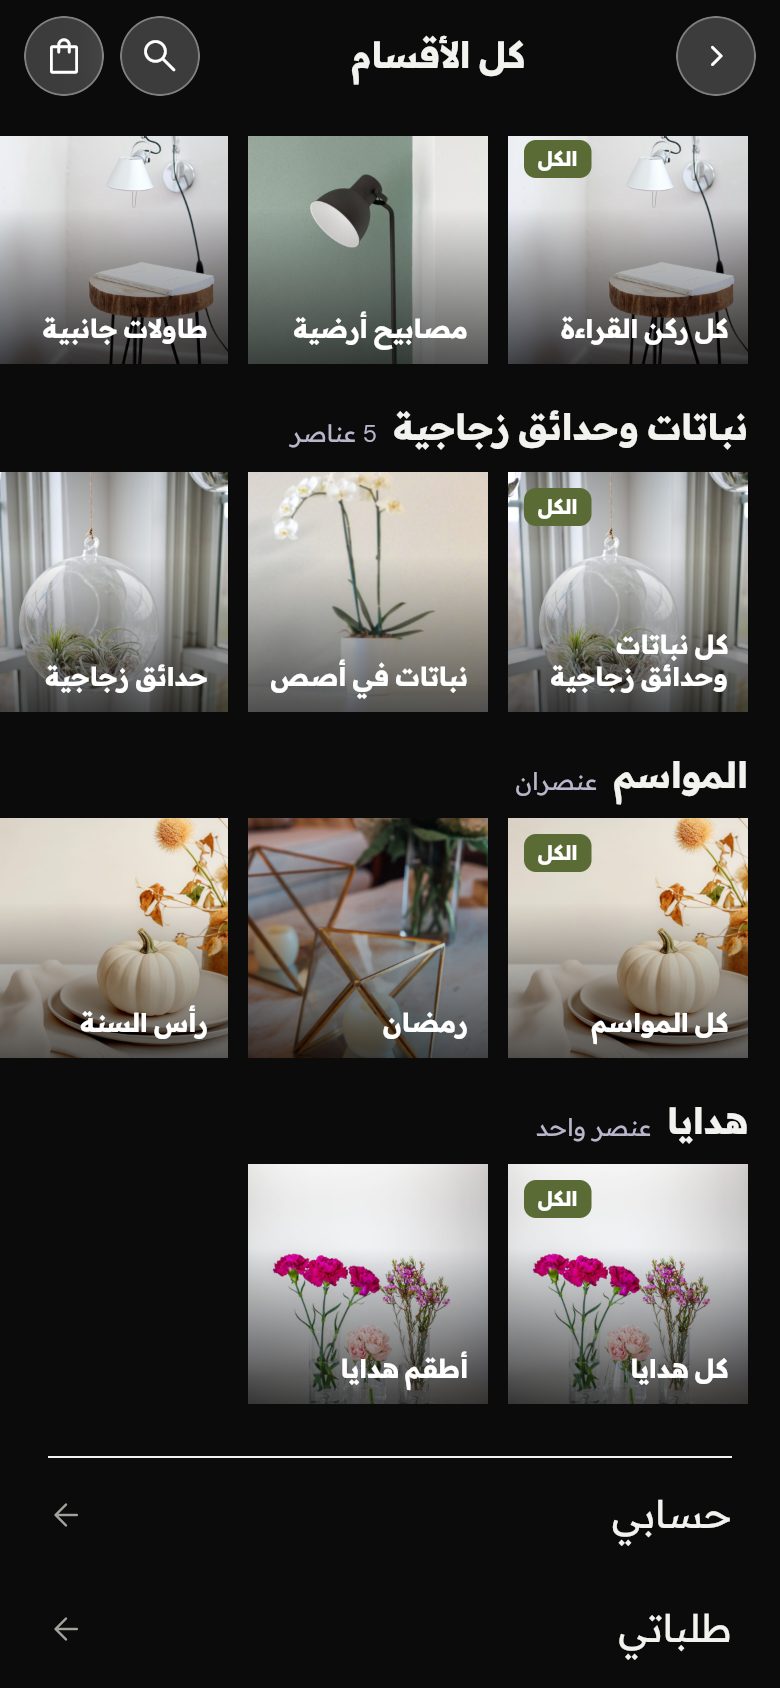 كل الأقسام
الكل
كل ركن القراءة
مصابيح أرضية
طاولات جانبية
نباتات وحدائق زجاجية 5 عناصر
الكل
كل نباتات
وحدائق زجاجية
نباتات في أصص
حدائق زجاجية
المواسم عنصران
الكل
كل المواسم
رمضان
رأس السنة
هدايا عنصر واحد
الكل
كل هدايا
أطقم هدايا
حسابي
طلباتي